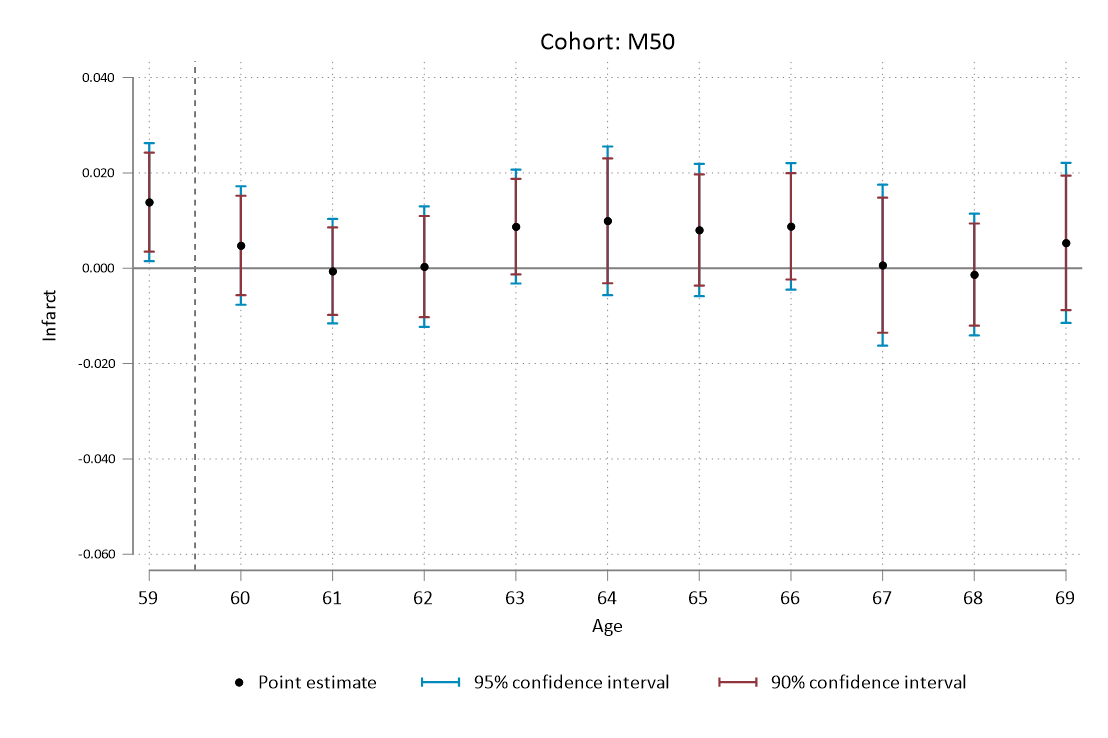 Cohort: M50
0.040
0.020
0.000
-0.020
-0.040
-0.060
Infarct
59 60 61 62 63 64 65 66 67 68 69
Age
Point estimate 95% confidence interval 90% confidence interval